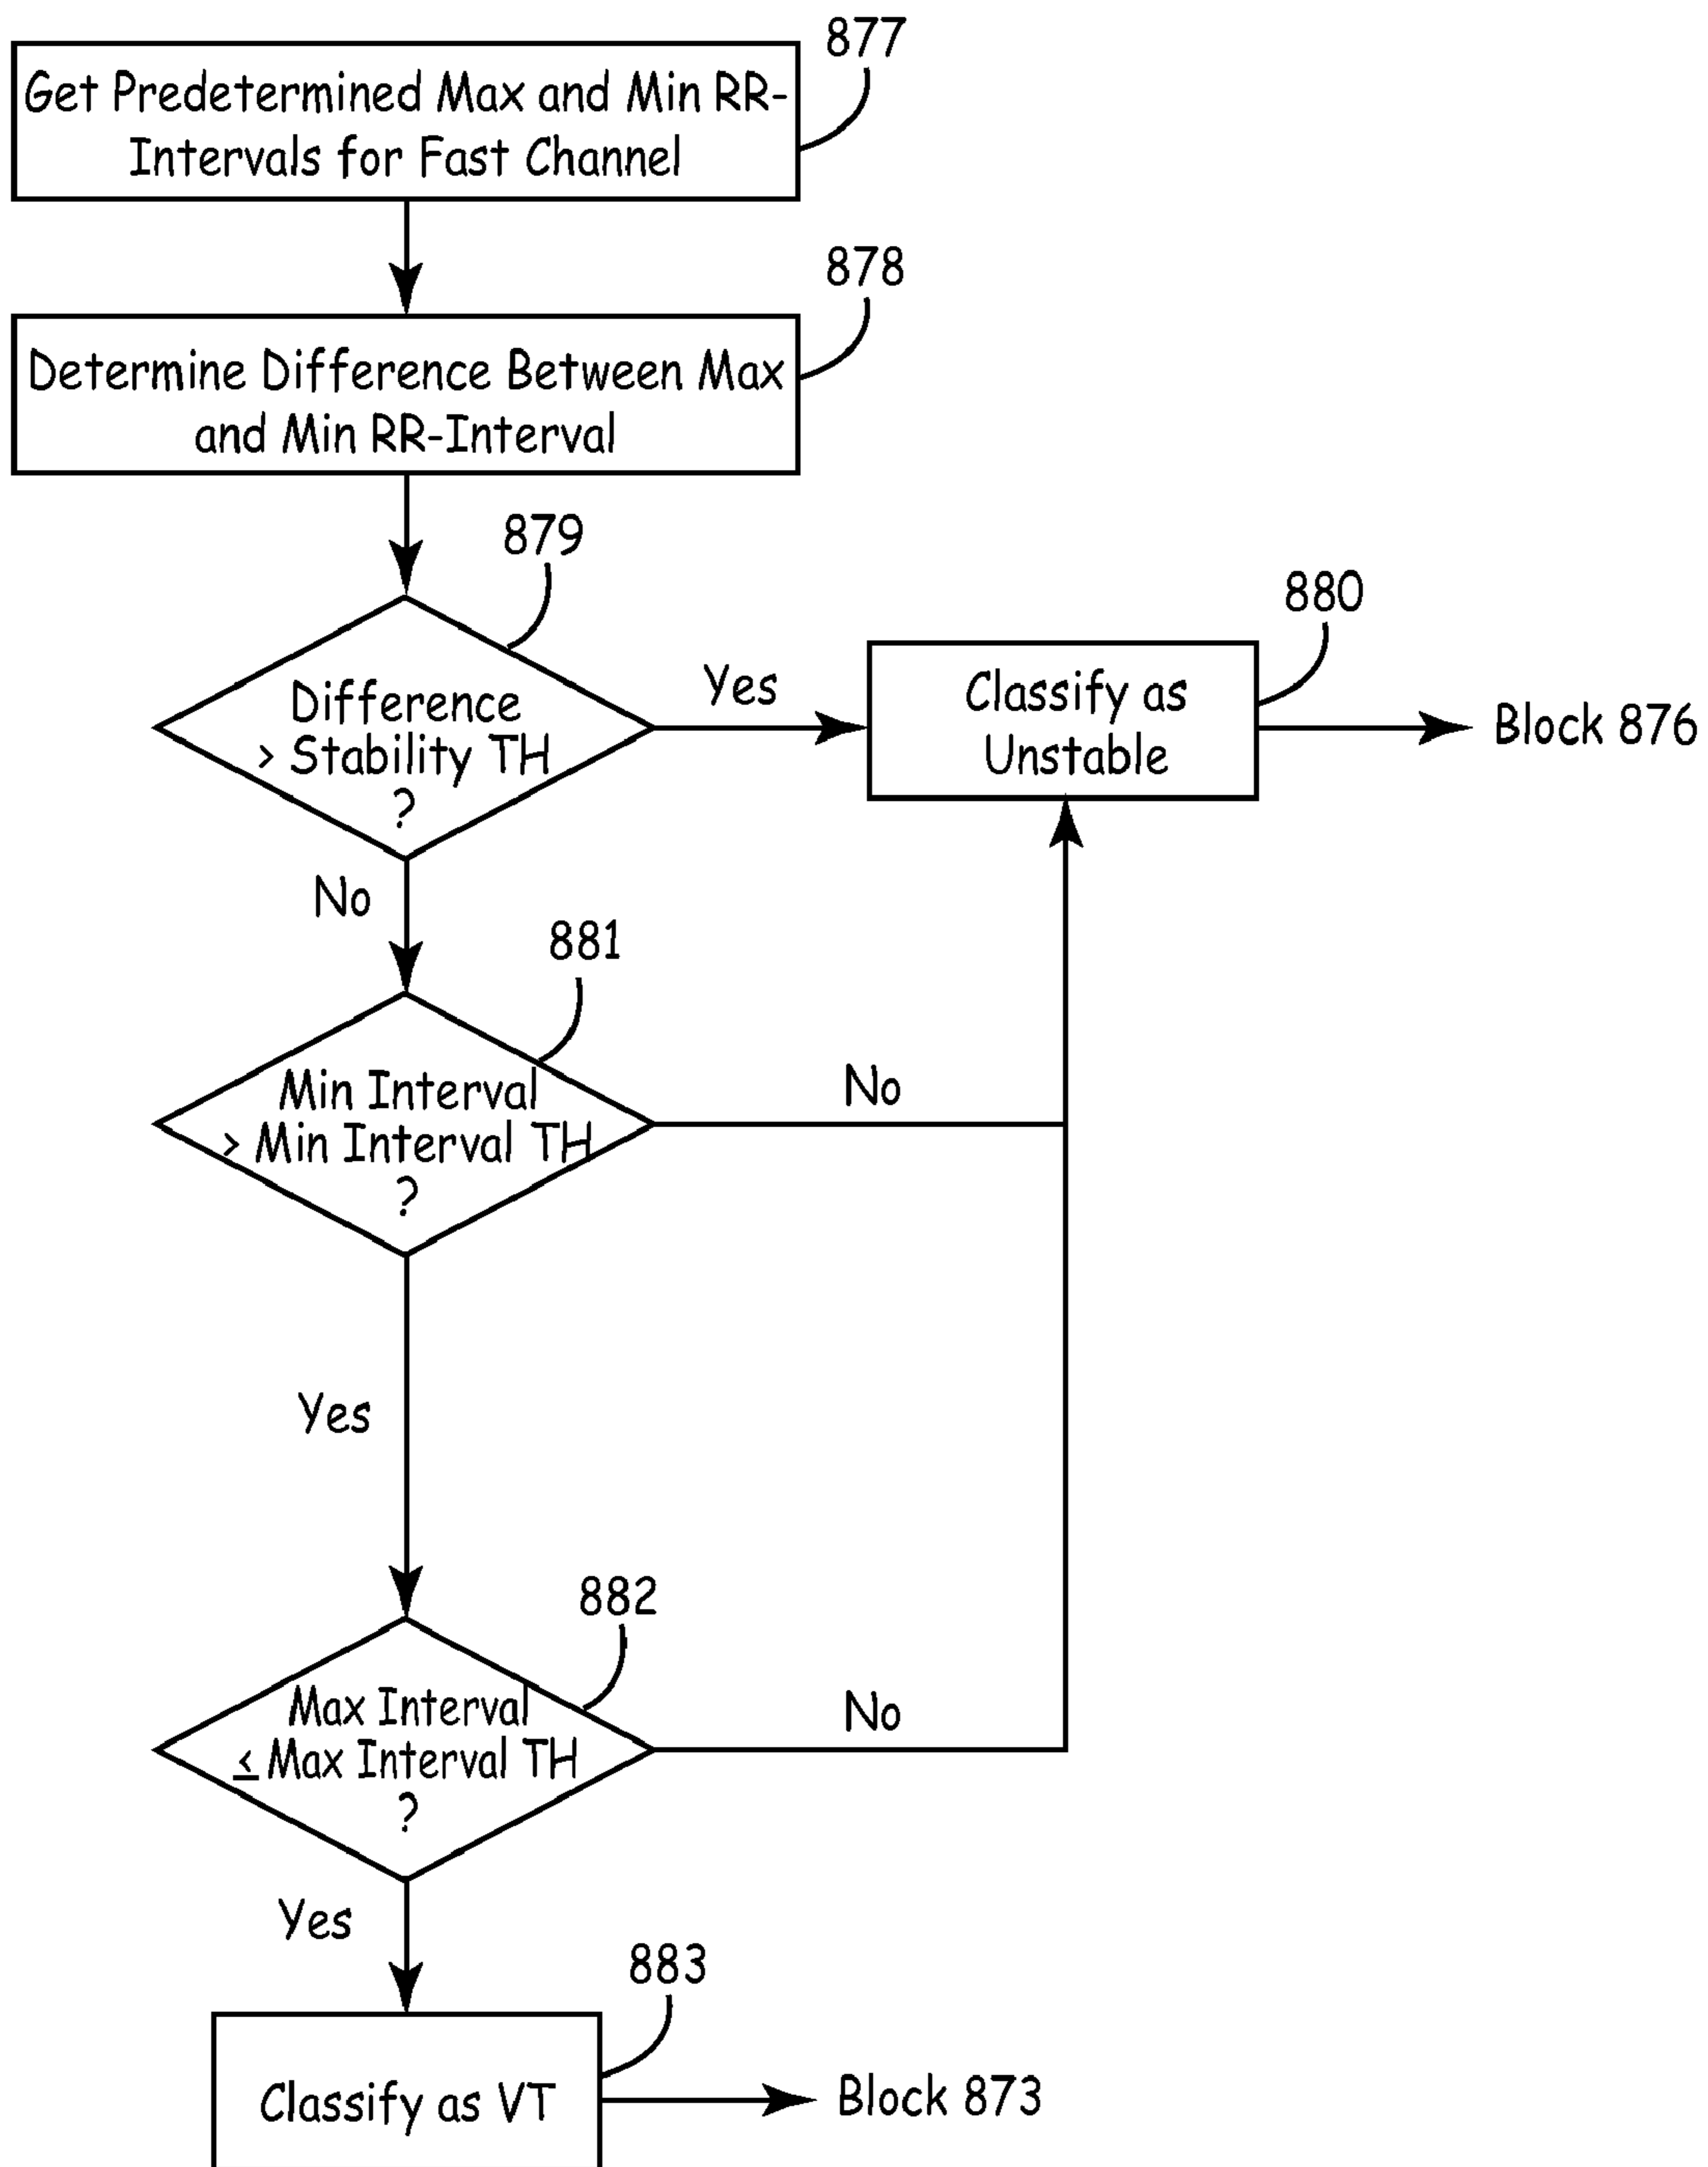 877
Get Predetermined Max and Min RR-
Intervals for Fast Channel
878
Determine Difference Between Max
and Min RR-Interval
879
Difference
> Stability TH
?
Yes
880
Classify as
Unstable
Block 876
No
881
Min Interval
> Min Interval TH
?
No
Yes
882
Max Interval
≤ Max Interval TH
?
No
Yes
883
Classify as VT
Block 873